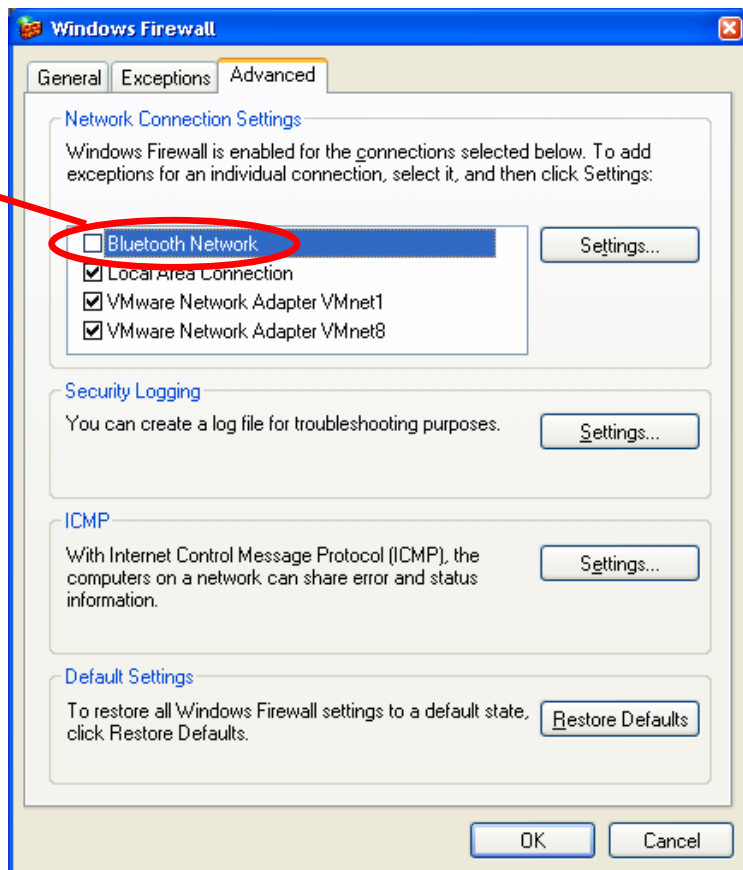 Windows Firewall
General Exceptions Advanced
Network Connection Settings
Windows Firewall is enabled for the connections selected below. To add
exceptions for an individual connection, select it, and then click Settings:
Bluetooth Network
Settings...
Local Area Connection
VMware Network Adapter VMnet1
VMware Network Adapter VMnet8
Security Logging
You can create a log file for troubleshooting purposes.
Settings...
ICMP
With Internet Control Message Protocol (ICMP), the
computers on a network can share error and status
information.
Settings...
Default Settings
To restore all Windows Firewall settings to a default state,
click Restore Defaults.
Restore Defaults
OK Cancel